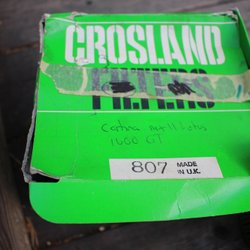 CROSLAND
FILTERS
Cortina
1600 GT
807 MADE
IN U.K.